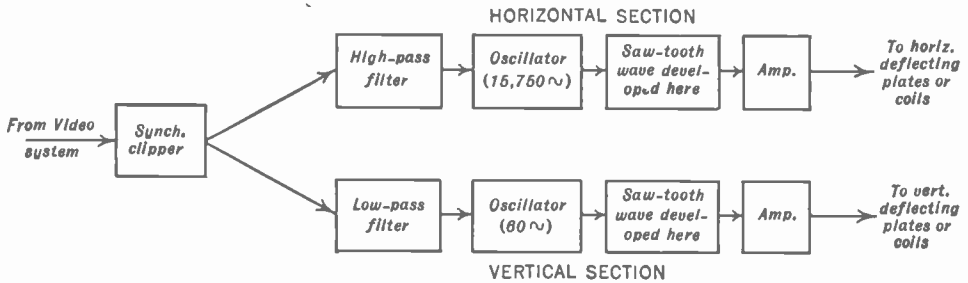 HORIZONTAL SECTION
From Video
system
Synch.
clipper
High-pass
filter
Oscillator
(15,750~)
Saw-tooth
wave devel-
oped here
Amp.
To horiz.
deflecting
plates or
coils
Low-pass
filter
Oscillator
(60~)
Saw-tooth
wave devel-
oped here
Amp.
To vert.
deflecting
plates or
coils
VERTICAL SECTION